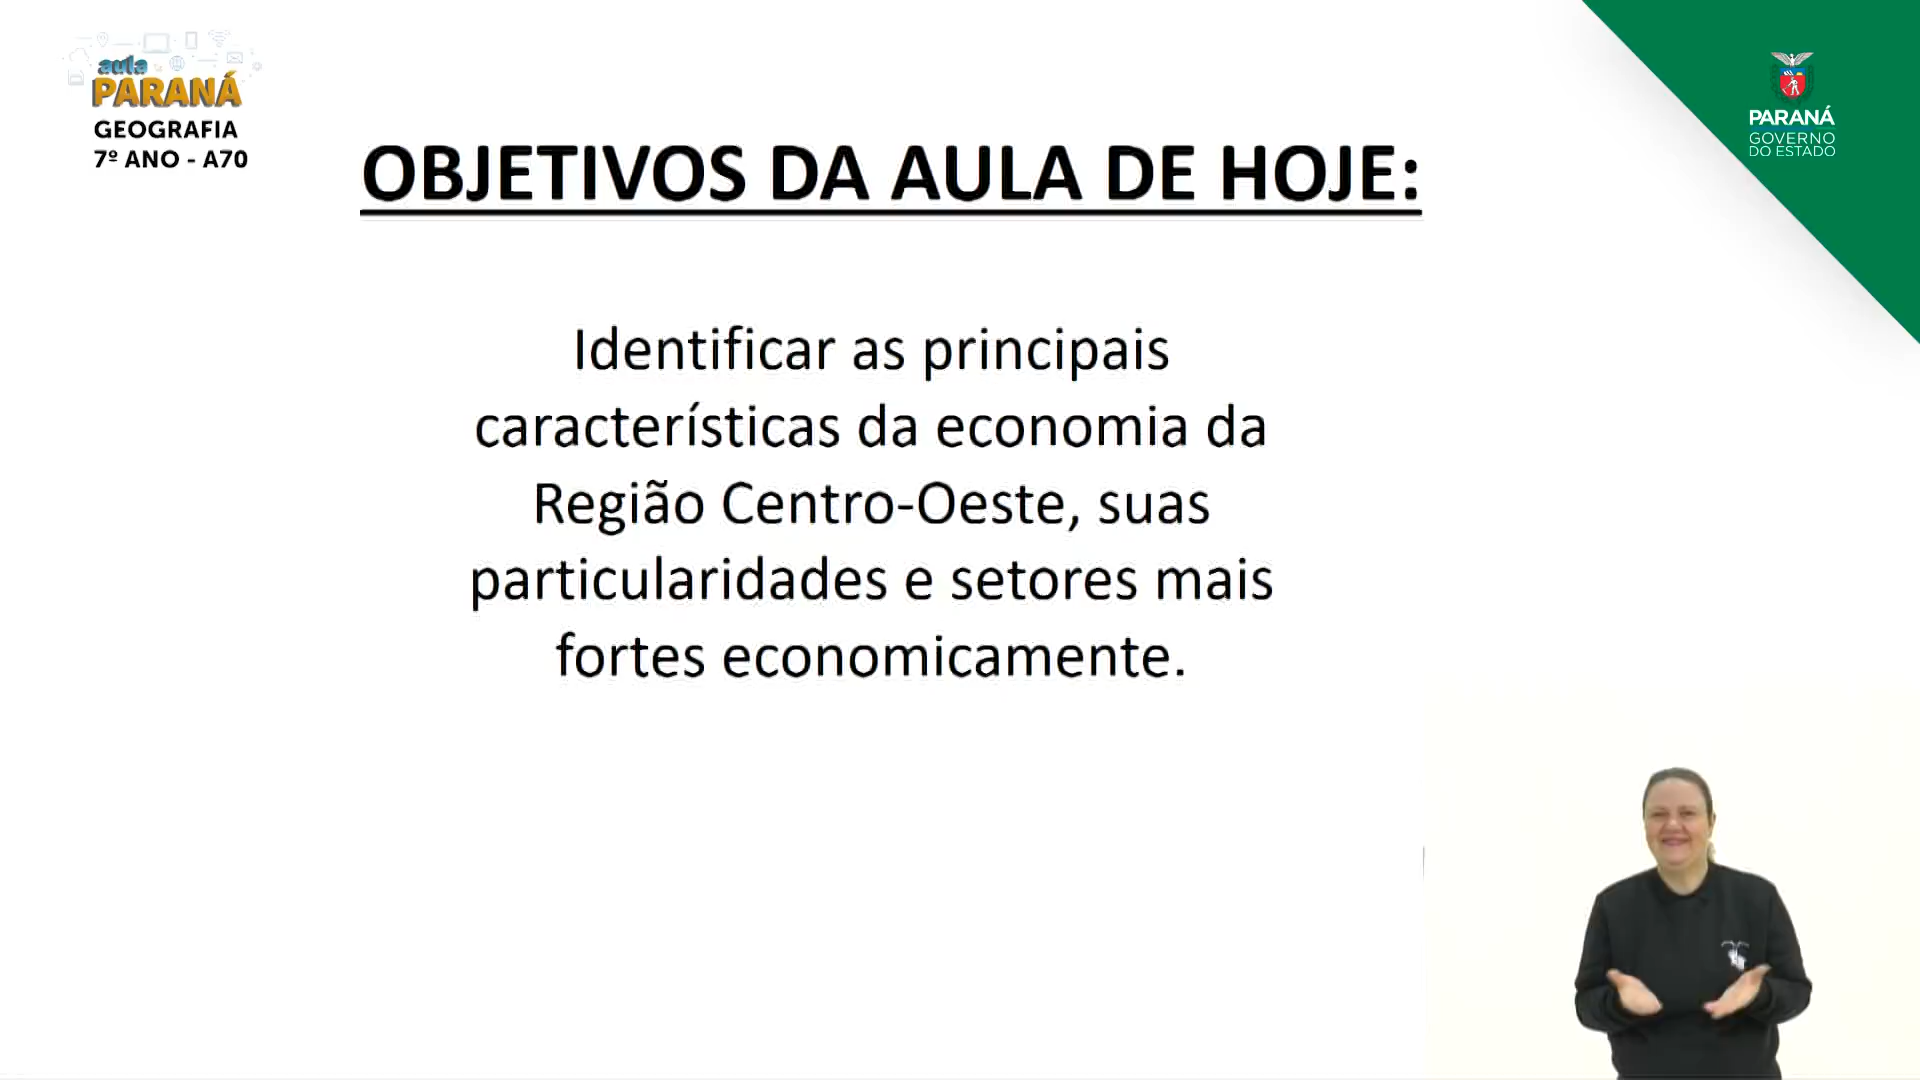 aula
PARANÁ
GEOGRAFIA
7º ANO - A70
PARANÁ
GOVERNO
DO ESTADO
OBJETIVOS DA AULA DE HOJE:
Identificar as principais
características da economia da
Região Centro-Oeste, suas
particularidades e setores mais
fortes economicamente.